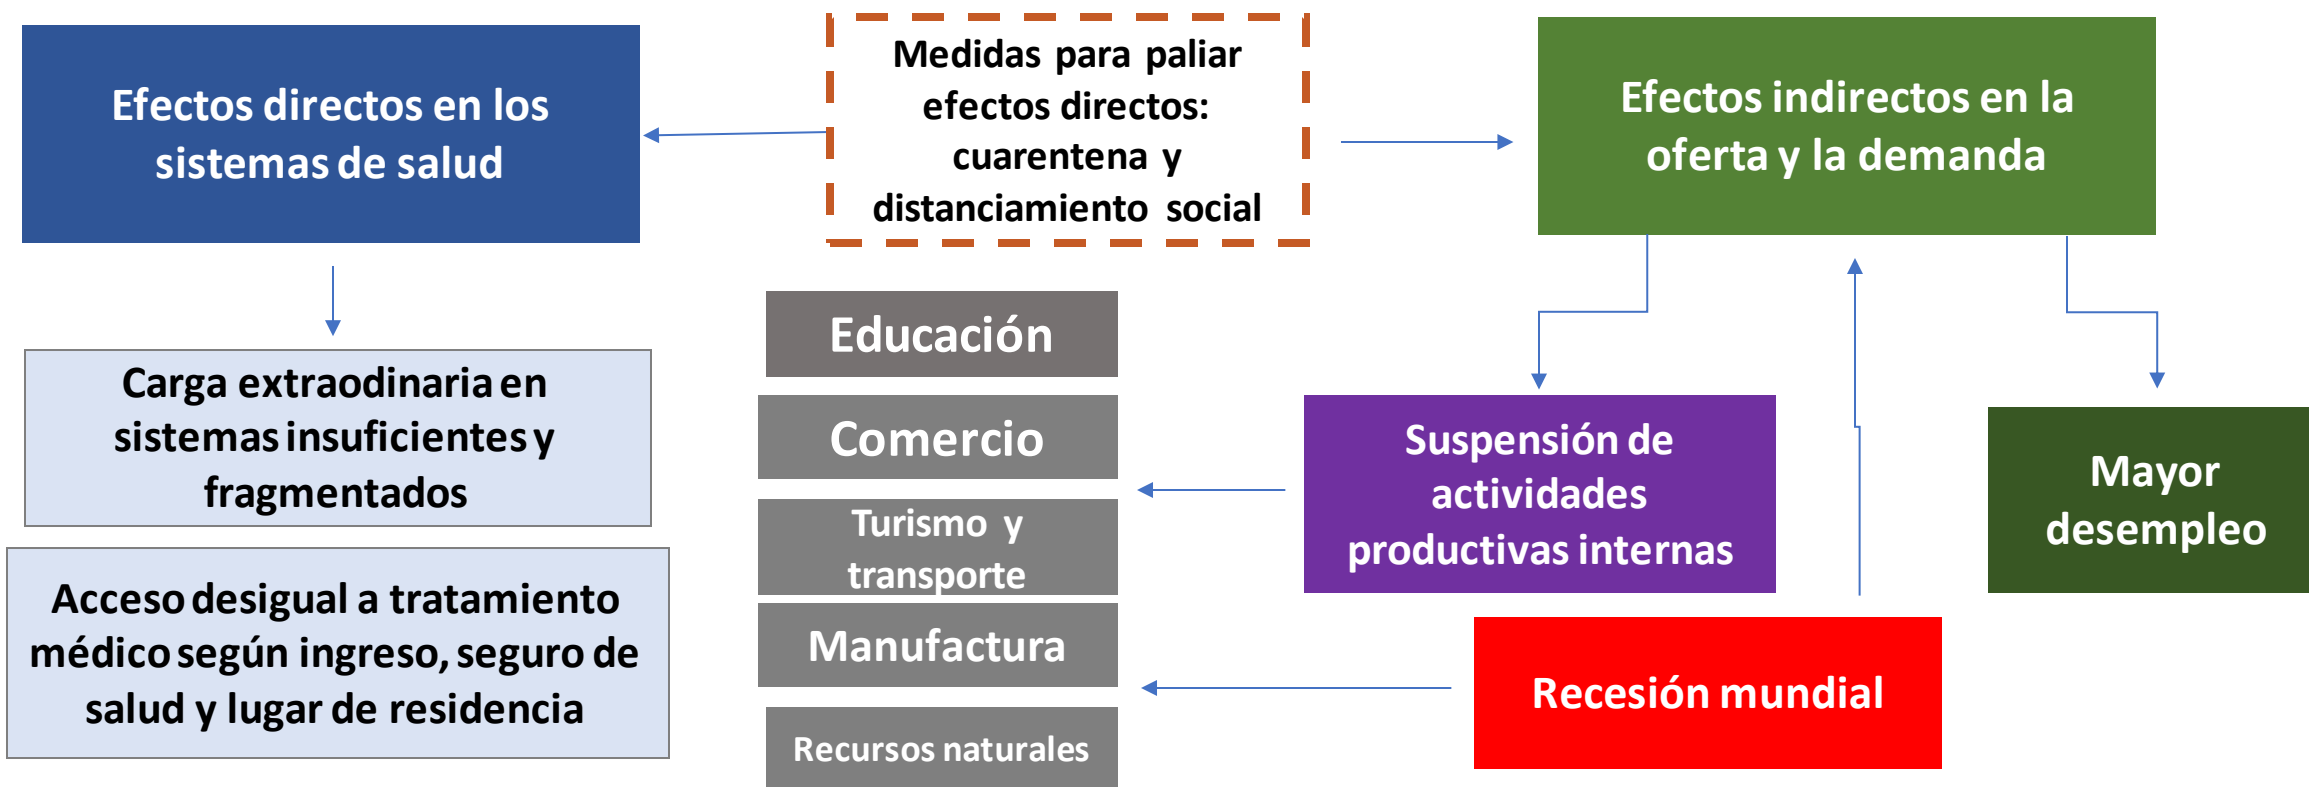 Efectos directos en los
sistemas de salud
Medidas para paliar
efectos directos:
cuarentena y
distanciamiento social
Efectos indirectos en la
oferta y la demanda
Carga extraodinaria en
sistemas insuficientes y
fragmentados
Acceso desigual a tratamiento
médico según ingreso, seguro de
salud y lugar de residencia
Educación
Comercio
Turismo y
transporte
Manufactura
Recursos naturales
Suspensión de
actividades
productivas internas
Mayor
desempleo
Recesión mundial